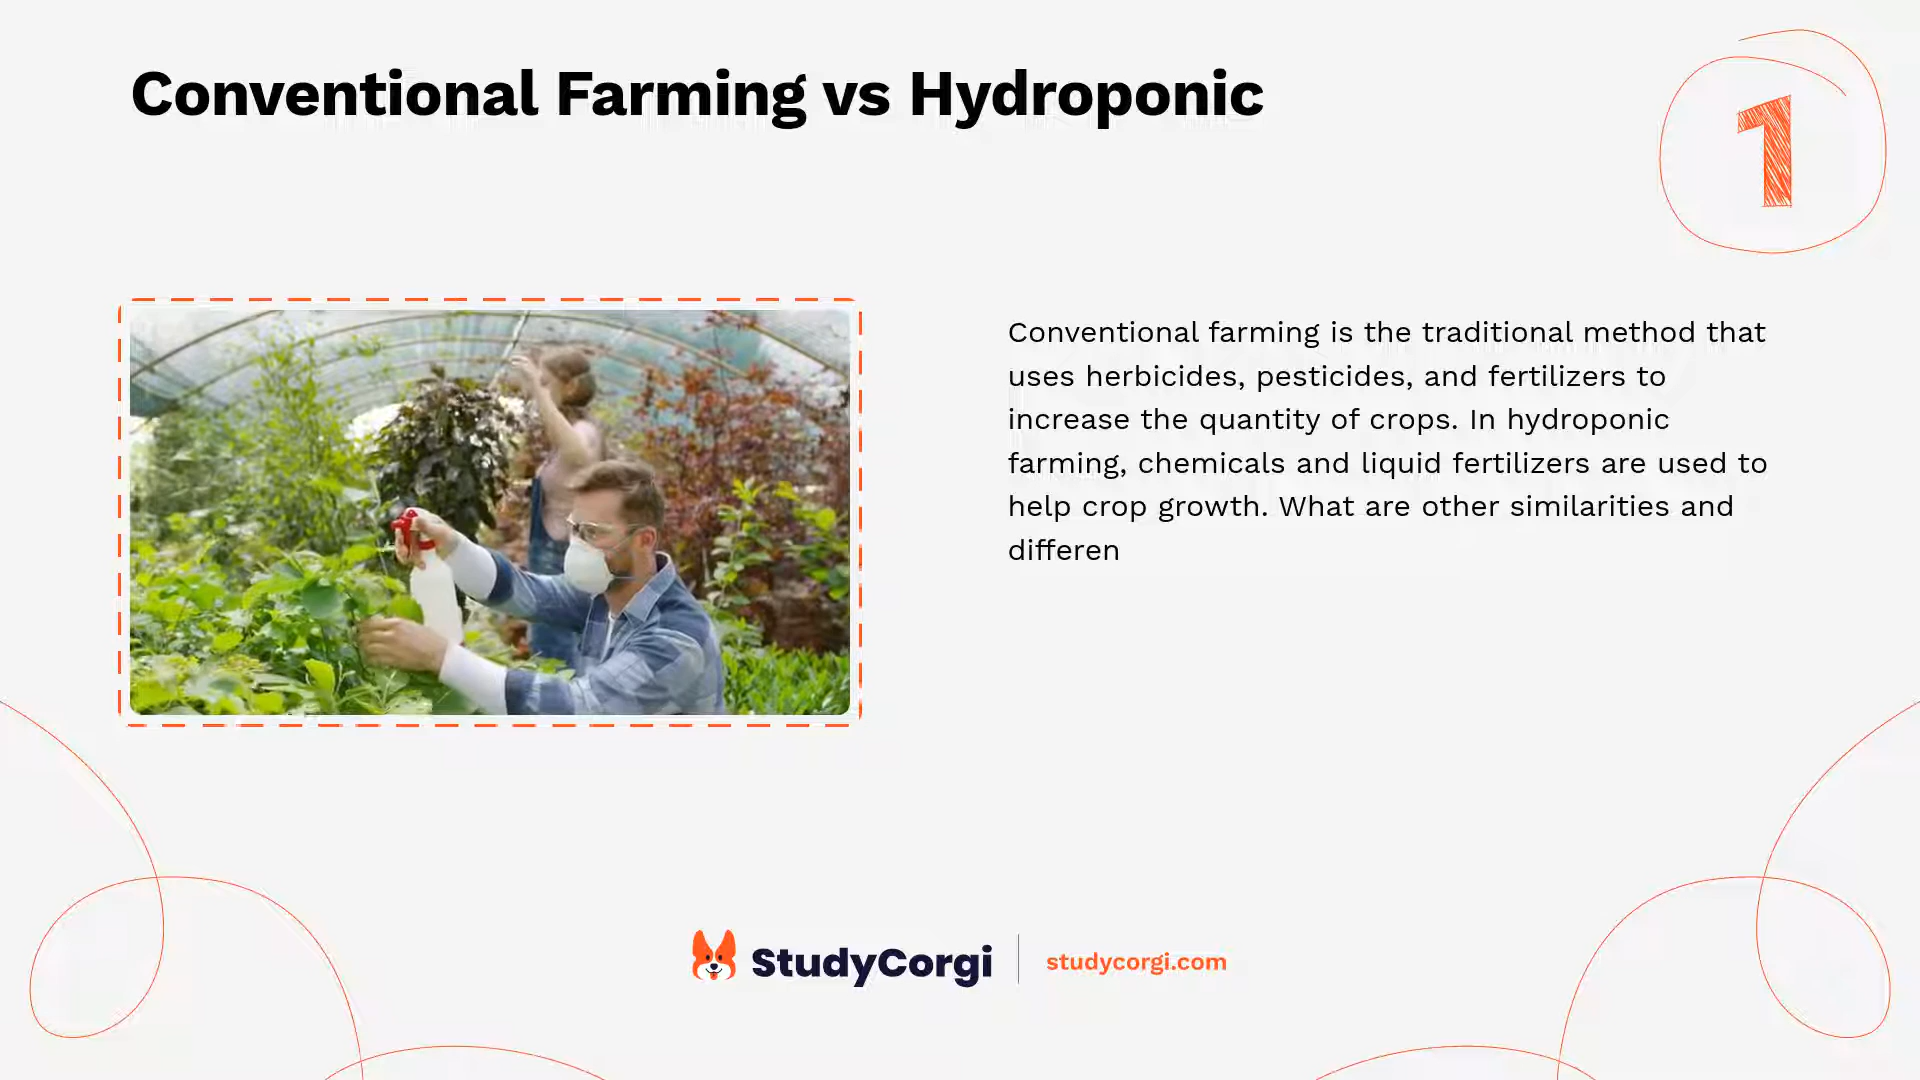 Conventional Farming vs Hydroponic
1
Conventional farming is the traditional method that
uses herbicides, pesticides, and fertilizers to
increase the quantity of crops. In hydroponic
farming, chemicals and liquid fertilizers are used to
help crop growth. What are other similarities and
differen
StudyCorgi
studycorgi.com